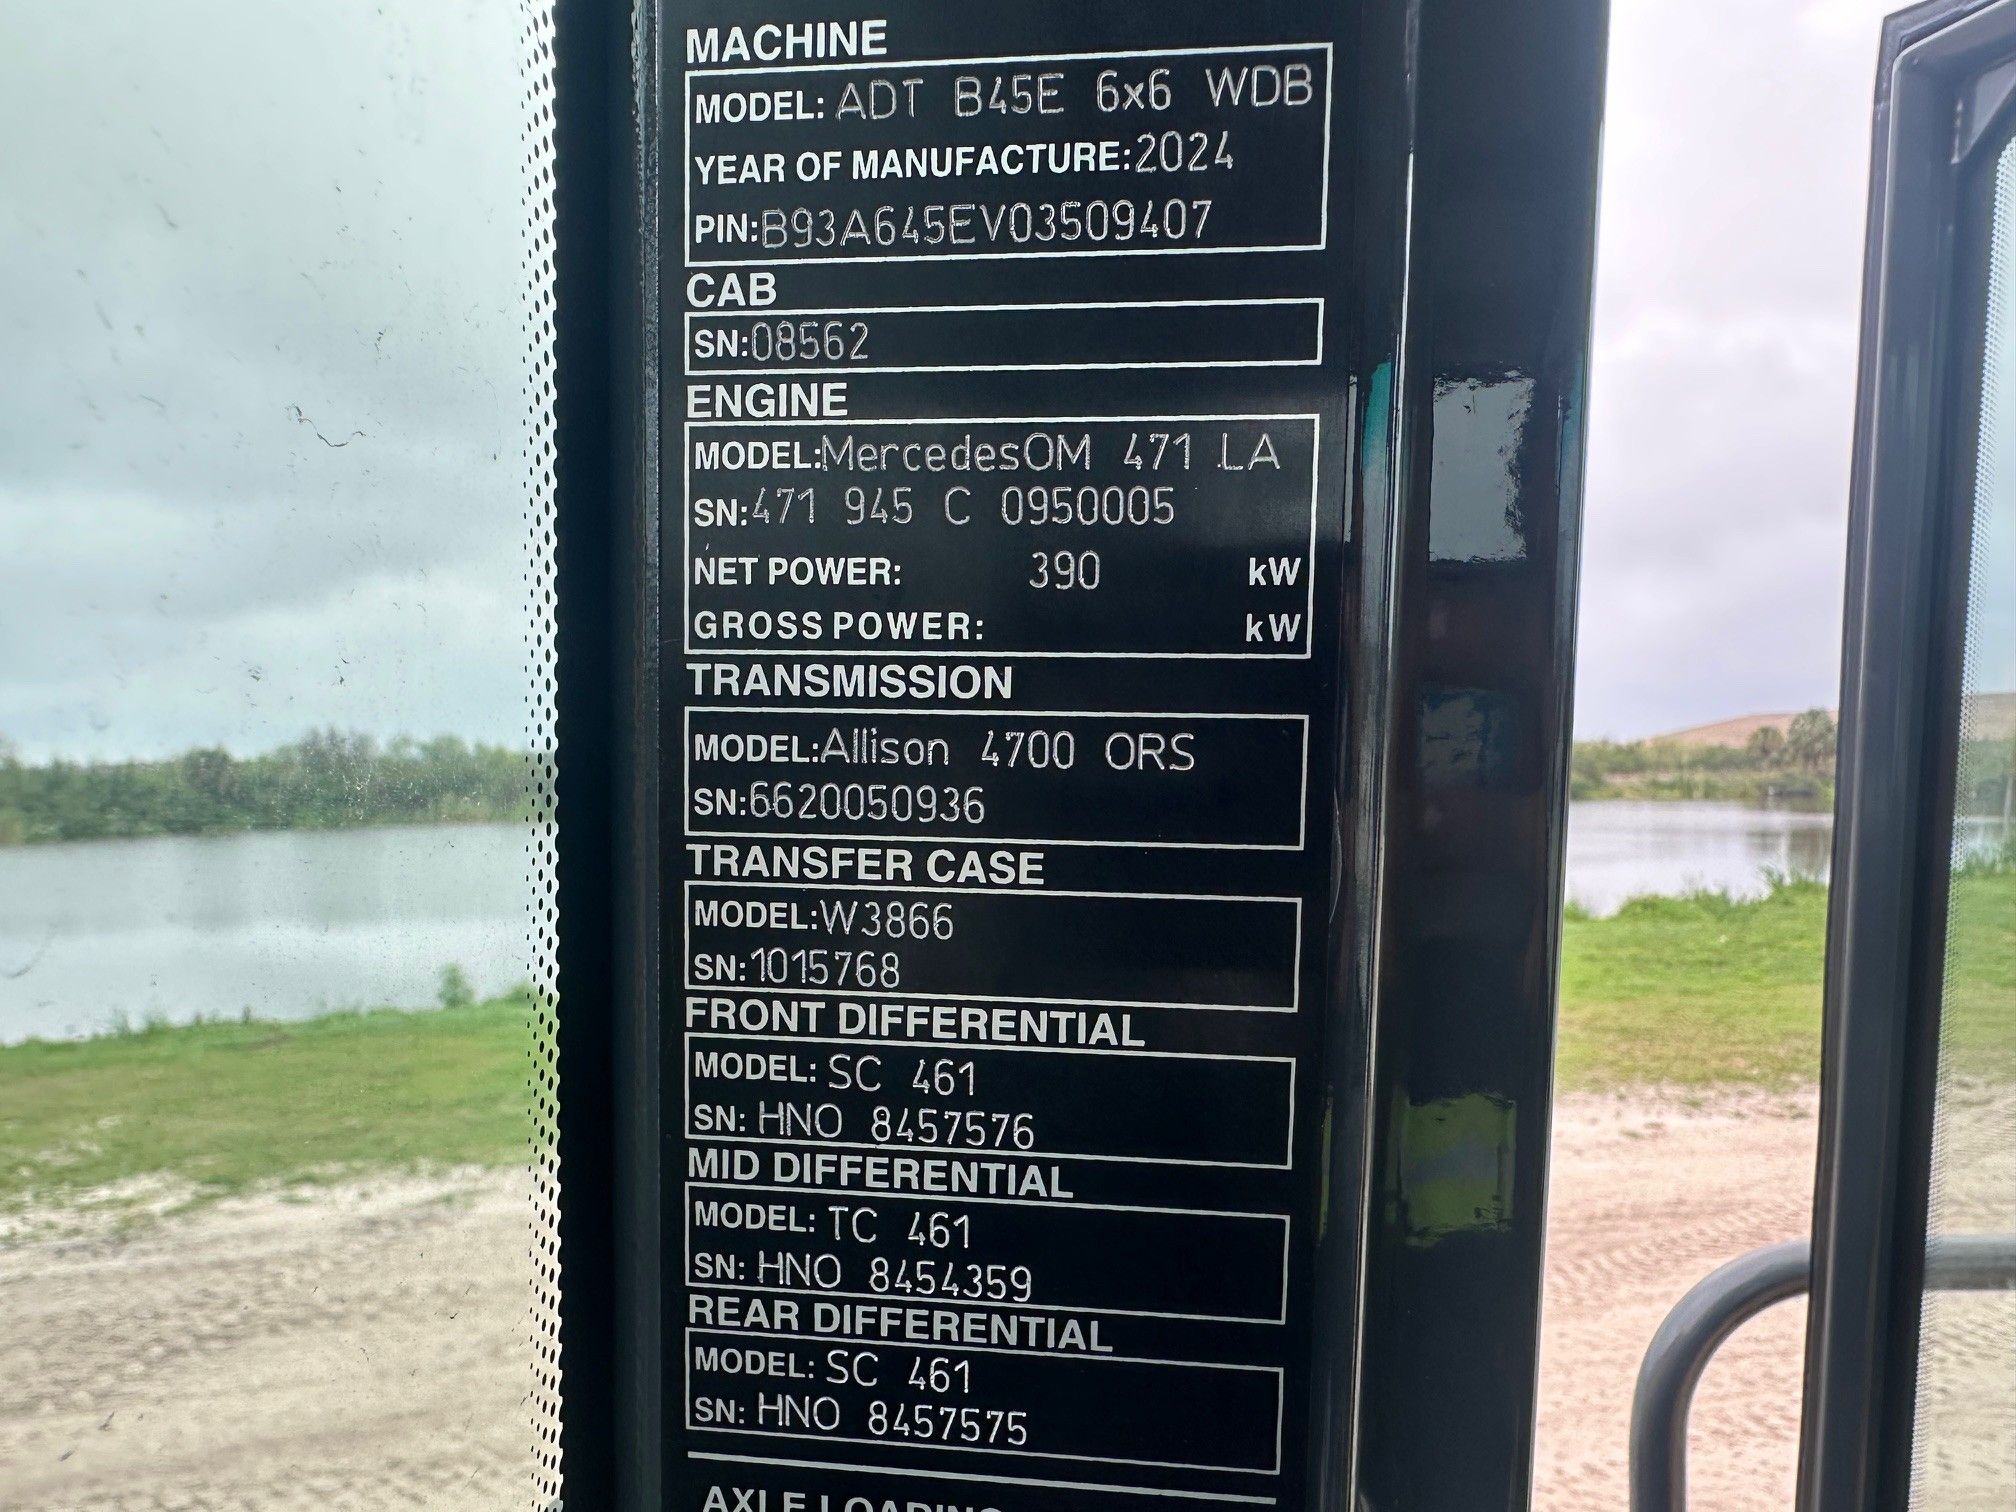 MACHINE
MODEL: ADT B45E 6x6 WDB
YEAR OF MANUFACTURE: 2024
PIN: B93A645EV03509407
CAB
SN: 08562
ENGINE
MODEL: MercedesOM 471 LA
SN: 471 945 C 0950005
NET POWER: 390 kW
GROSS POWER: kW
TRANSMISSION
MODEL: Allison 4700 ORS
SN: 6620050936
TRANSFER CASE
MODEL: W3866
SN: 1015768
FRONT DIFFERENTIAL
MODEL: SC 461
SN: HNO 8457576
MID DIFFERENTIAL
MODEL: TC 461
SN: HNO 8454359
REAR DIFFERENTIAL
MODEL: SC 461
SN: HNO 8457575
AXLE LOADING